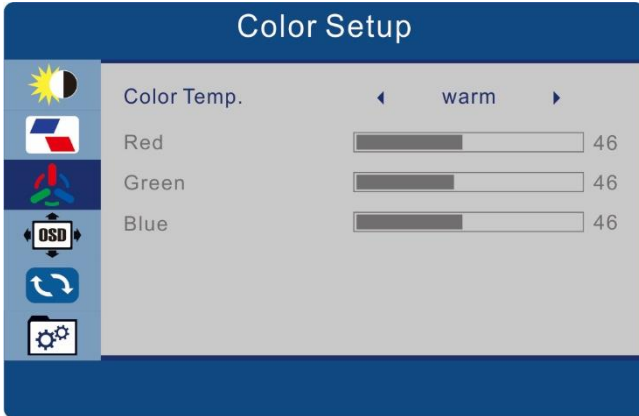 Color Setup
Color Temp. warm
Red 46
Green 46
OSD
Blue 46